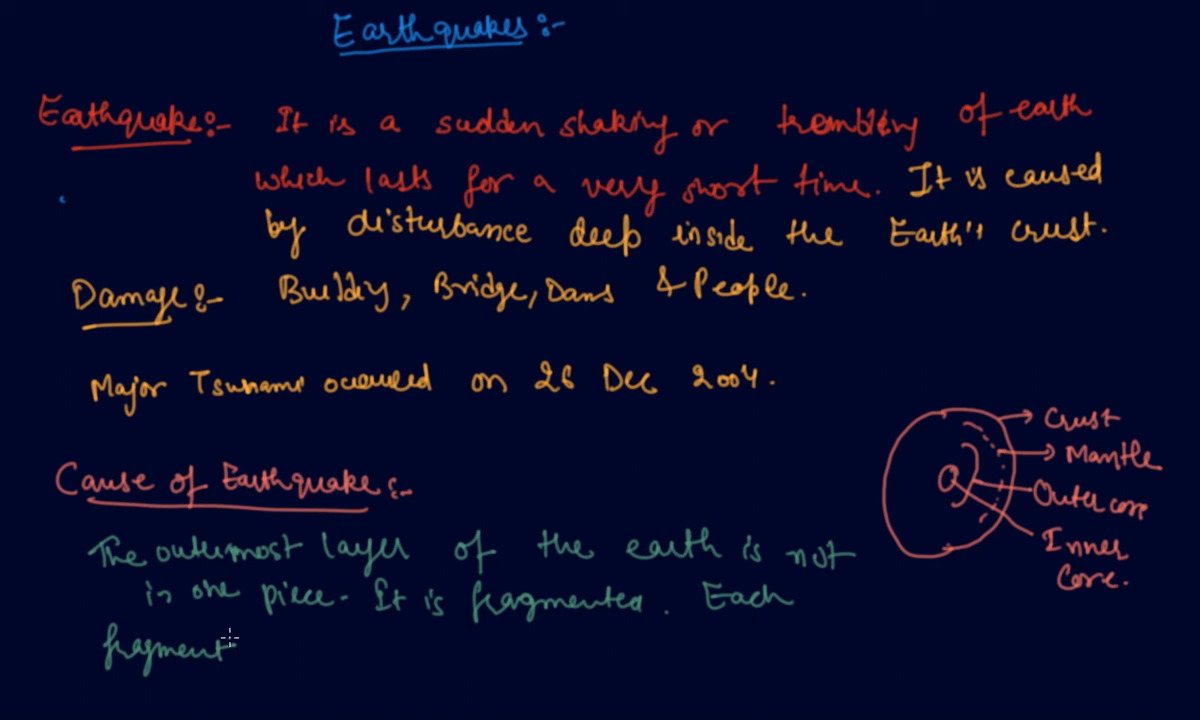 Earthquakes:-
Eathquake:- It is a sudden shaking or trembling of earth
which lasts for a very short time. It is caused
by disturbance deep inside the Earth's crust.
Damage:- Building, Bridge, Dams & People.
Major Tsunami occurred on 26 Dec 2004.
Crust
Mantle
Outer core
Inner
Core.
Cause of Earthquake:-
The outermost layer of the earth is not
in one piece. It is fragmented. Each
fragment